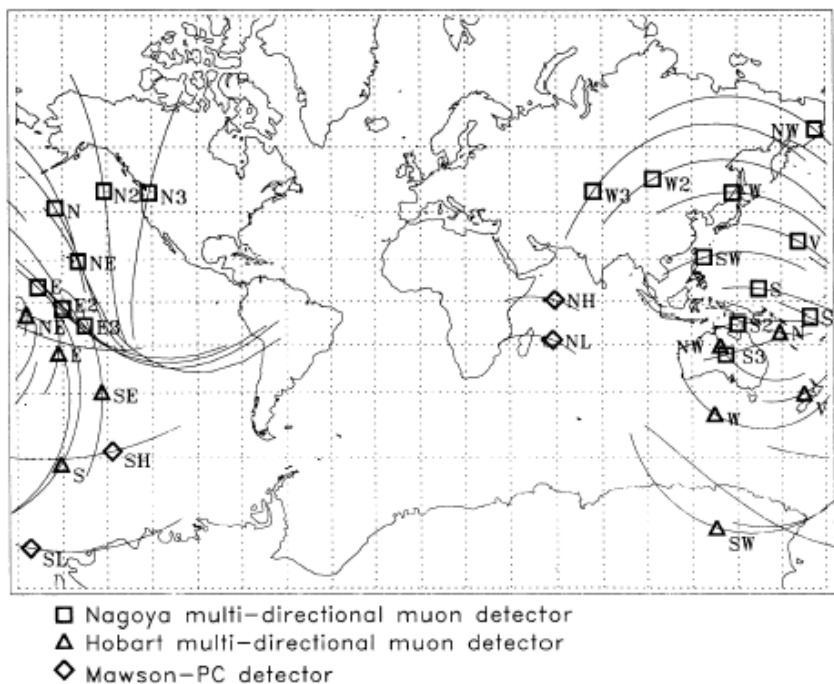 NW
N2 N3
W3 W2 W
N
V
NE
SW
E
NH
S
E2
NE E3
S
S2 N
NL
NW
E
S3
SE
V
W
SH
S
SW
SL
Nagoya multi-directional muon detector
Hobart multi-directional muon detector
Mawson-PC detector